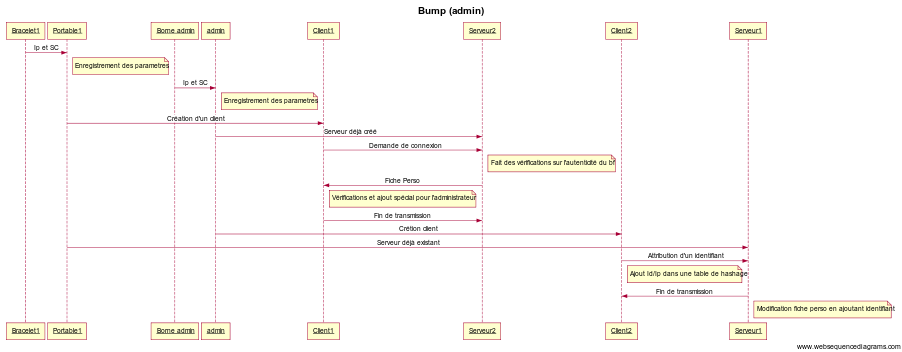 Bump (admin)
Bracelet1
Portable1
Borne admin
admin
Client1
Serveur2
Client2
Serveur1
Ip et SC
Enregistrement des parametres
Ip et SC
Enregistrement des parametres
Création d'un client
Serveur déjà créé
Demande de connexion
Fait des vérifications sur l'autenticité du bf
Fiche Perso
Vérifications et ajout spécial pour l'administrateur
Fin de transmission
Crétion client
Serveur déjà existant
Attribution d'un identifiant
Ajout Id/Ip dans une table de hashage
Fin de transmission
Modification fiche perso en ajoutant identifiant
Bracelet1
Portable1
Borne admin
admin
Client1
Serveur2
Client2
Serveur1
www.websequencediagrams.com